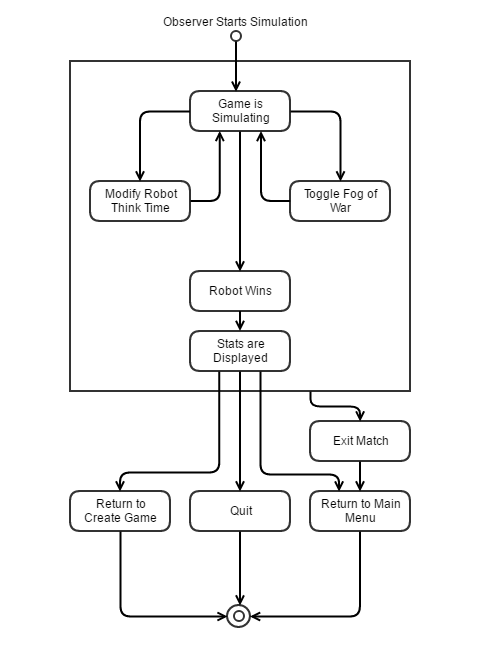 Observer Starts Simulation
Game is
Simulating
Modify Robot
Think Time
Toggle Fog of
War
Robot Wins
Stats are
Displayed
Exit Match
Return to
Create Game
Quit
Return to Main
Menu